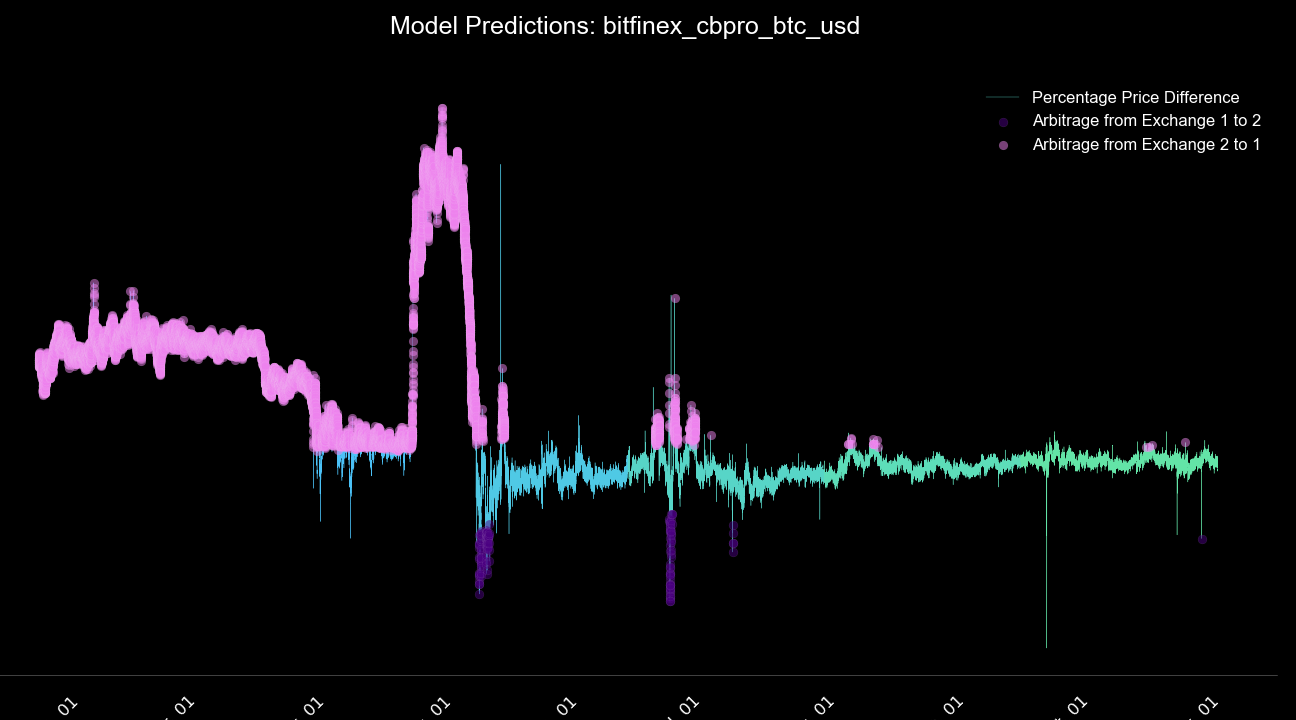 Model Predictions: bitfinex_cbpro_btc_usd
Percentage Price Difference
Arbitrage from Exchange 1 to 2
Arbitrage from Exchange 2 to 1
01 01 01 01 01 01 01 01 01 01